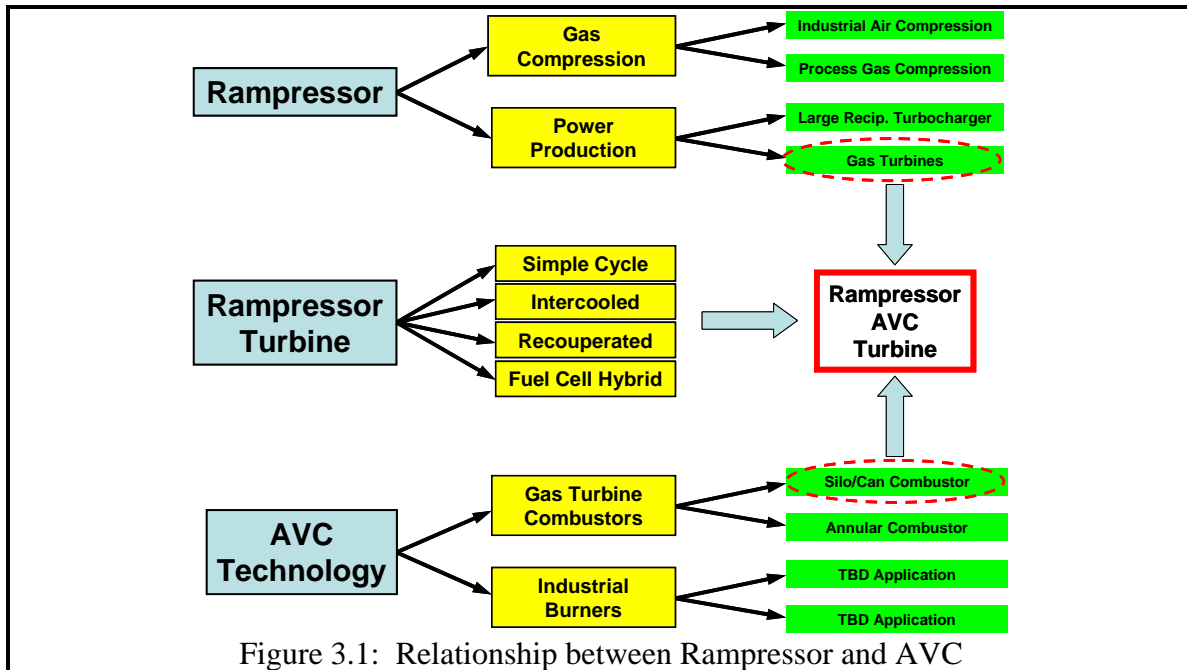 Rampressor
Gas
Compression
Industrial Air Compression
Process Gas Compression
Power
Production
Large Recip. Turbocharger
Gas Turbines
Rampressor
Turbine
Simple Cycle
Intercooled
Recouperated
Fuel Cell Hybrid
Rampressor
AVC
Turbine
AVC
Technology
Gas Turbine
Combustors
Silo/Can Combustor
Annular Combustor
Industrial
Burners
TBD Application
TBD Application
Figure 3.1: Relationship between Rampressor and AVC